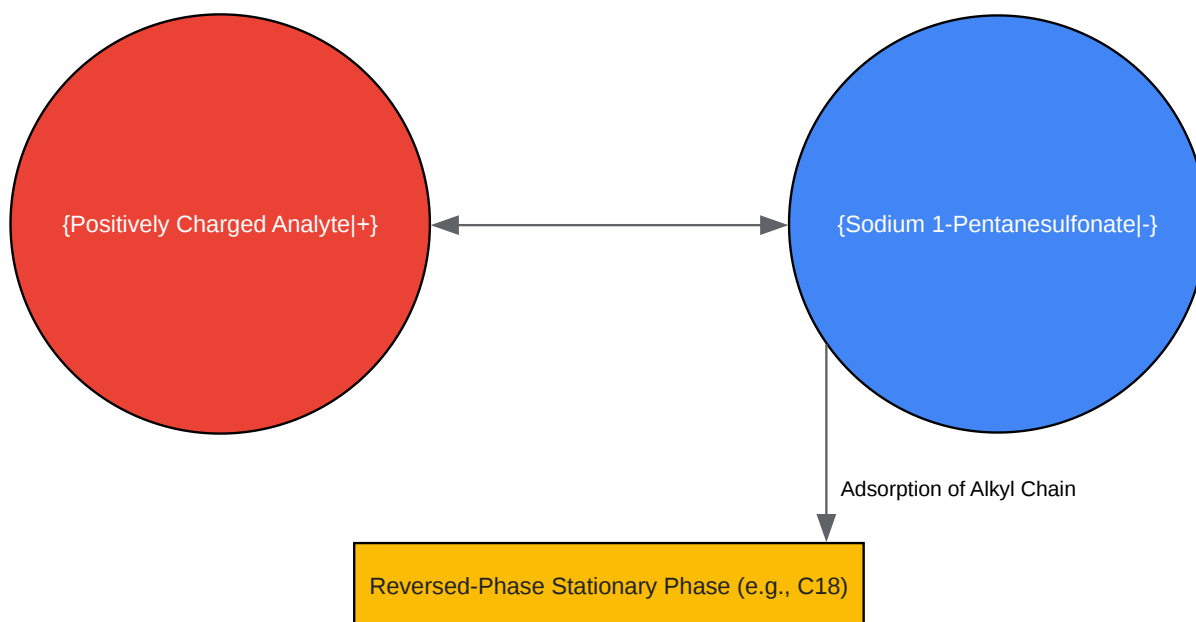 {Positively Charged Analyte|+}
{Sodium 1-Pentanesulfonate|-}
Adsorption of Alkyl Chain
Reversed-Phase Stationary Phase (e.g., C18)